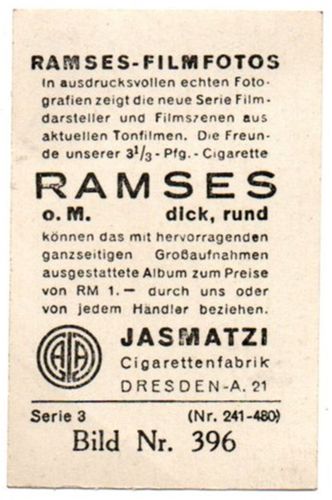 RAMSES-FILMFOTOS
In ausdrucksvollen echten Foto-
grafien zeigt die neue Serie Film-
darsteller und Filmszenen aus
aktuellen Tonfilmen. Die Freun-
de unserer 3⅓-Pfg.-Cigarette
RAMSES
o. M. dick, rund
können das mit hervorragenden
ganzseitigen Großaufnahmen
ausgestattete Album zum Preise
von RM 1.— durch uns oder
von jedem Händler beziehen.
JASMATZI
Cigarettenfabrik
DRESDEN-A. 21
Serie 3 (Nr. 241-480)
Bild Nr. 396